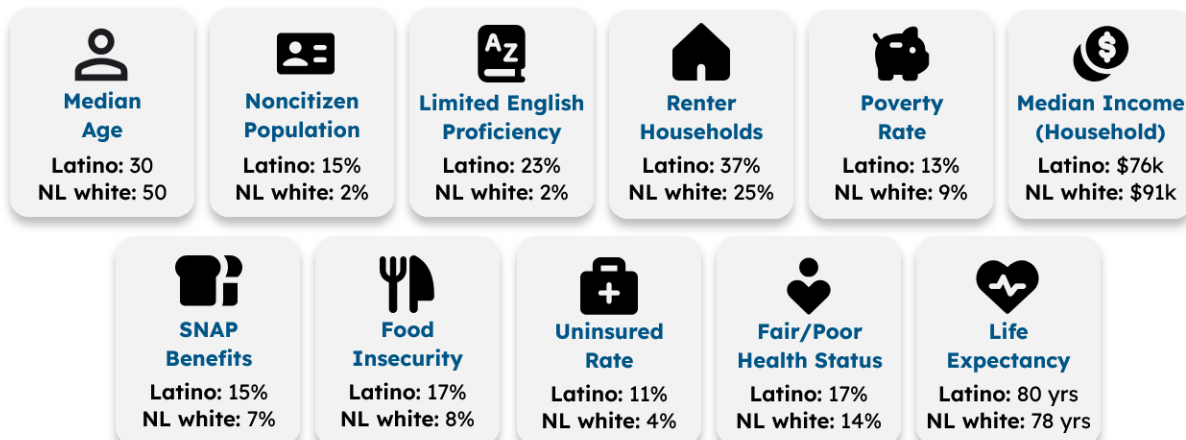 A Z
$
Median
Age
Latino: 30
NL white: 50
Noncitizen
Population
Latino: 15%
NL white: 2%
Limited English
Proficiency
Latino: 23%
NL white: 2%
Renter
Households
Latino: 37%
NL white: 25%
Poverty
Rate
Latino: 13%
NL white: 9%
Median Income
(Household)
Latino: $76k
NL white: $91k
SNAP
Benefits
Latino: 15%
NL white: 7%
Food
Insecurity
Latino: 17%
NL white: 8%
Uninsured
Rate
Latino: 11%
NL white: 4%
Fair/Poor
Health Status
Latino: 17%
NL white: 14%
Life
Expectancy
Latino: 80 yrs
NL white: 78 yrs